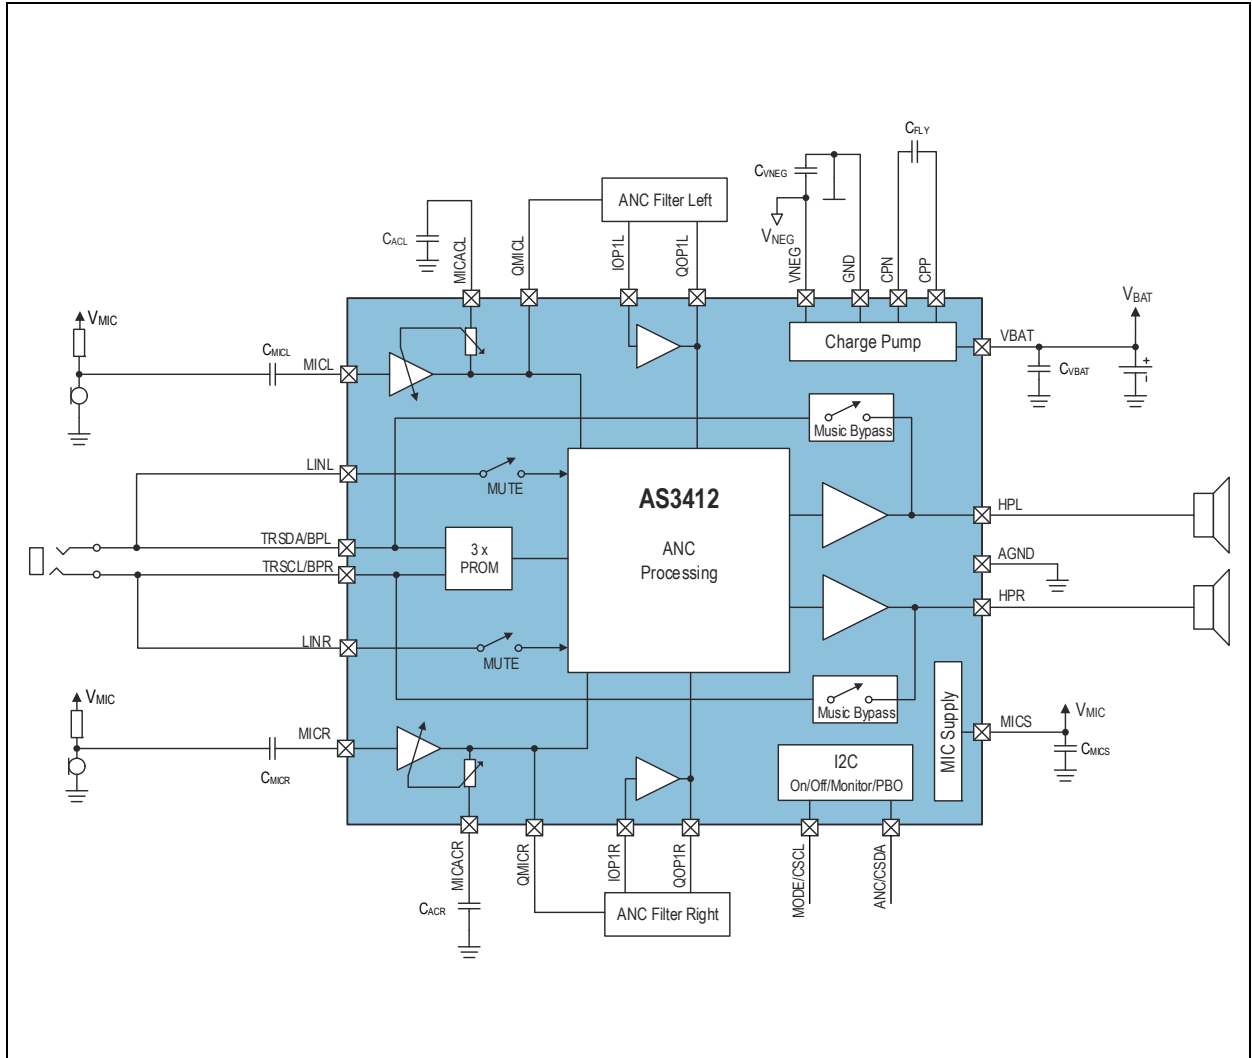 CFLY
CVNEG
ANC Filter Left
VNEG
CACL
MICACL
QMICL
IOP1L
QOP1L
VNEG
GND
CPN
CPP
VBAT
VMIC
CMICL
MICL
Charge Pump
VBAT
CVBAT
+
-
Music Bypass
LINL
MUTE
AS3412
ANC
Processing
HPL
TRSDA/BPL
3 x
PROM
TRSCL/BPR
AGND
HPR
LINR
MUTE
VMIC
Music Bypass
MIC Supply
MICS
VMIC
CMICS
MICR
CMICR
I2C
On/Off/Monitor/PBO
MICACR
QMICR
IOP1R
QOP1R
MODE/CSCL
ANC/CSDA
CACR
ANC Filter Right